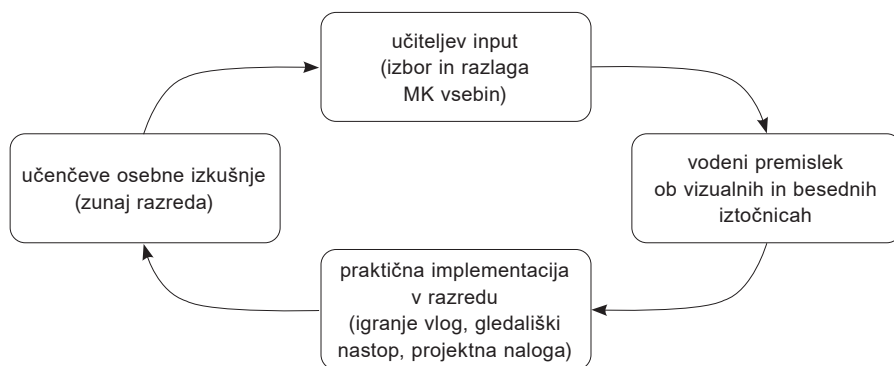 učiteljev input
(izbor in razlaga
MK vsebin)
učenčeve osebne izkušnje
(zunaj razreda)
vodeni premislek
ob vizualnih in besednih
iztočnicah
praktična implementacija
v razredu
(igranje vlog, gledališki
nastop, projektna naloga)